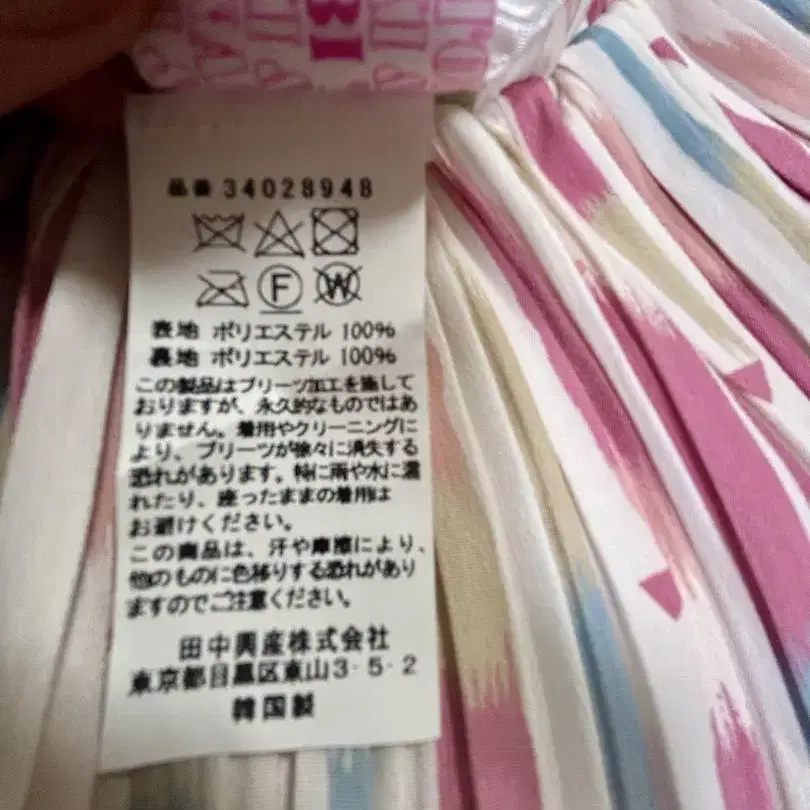 品番 34028948
F W
表地 ポリエステル 100%
裏地 ポリエステル 100%
この製品はプリーツ加工を施して
おりますが、永久的なものではあ
りません。着用やクリーニングに
より、プリーツが徐々に消失する
恐れがあります。特に雨や水に濡
れたり、座ったままの着用は
お避けください。
この商品は、汗や摩擦により、
他のものに色移りする恐れがあり
ますのでご注意ください。
田中興産株式会社
東京都目黒区東山3-5-2
韓国製